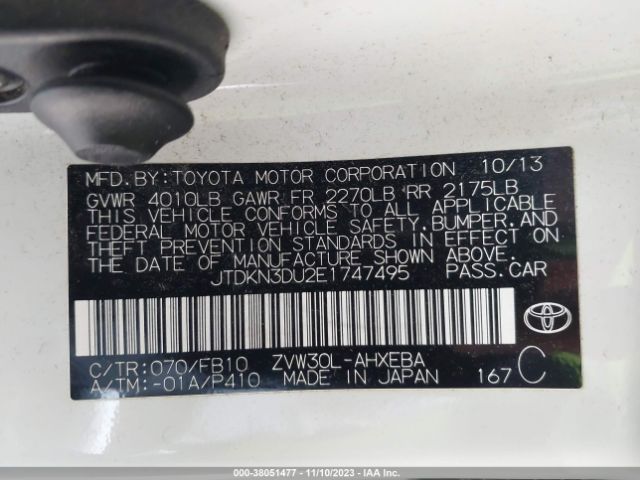 MFD.BY:TOYOTA MOTOR CORPORATION 10/13
GVWR 4010LB GAWR FR 2270LB RR 2175LB
THIS VEHICLE CONFORMS TO ALL APPLICABLE
FEDERAL MOTOR VEHICLE SAFETY,BUMPER,AND
THEFT PREVENTION STANDARDS IN EFFECT ON
THE DATE OF MANUFACTURE SHOWN ABOVE.
JTDKN3DU2E1747495 PASS.CAR
C/TR:070/FB10 ZVW30L-AHXEBA
A/TM:-01A/P410 MADE IN JAPAN 167 C
000-38051477 - 11/10/2023 - IAAI.COM